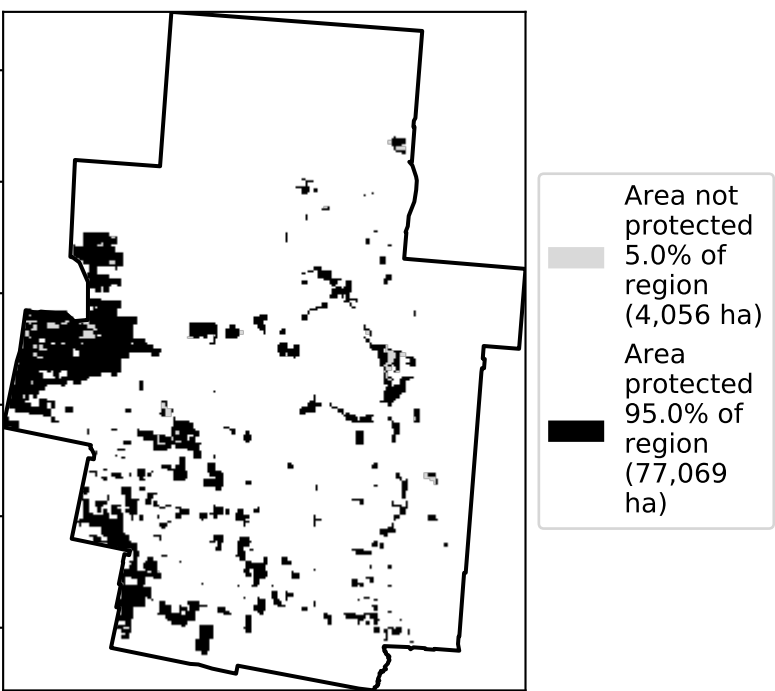 Area not
protected
5.0% of
region
(4,056 ha)
Area
protected
95.0% of
region
(77,069
ha)